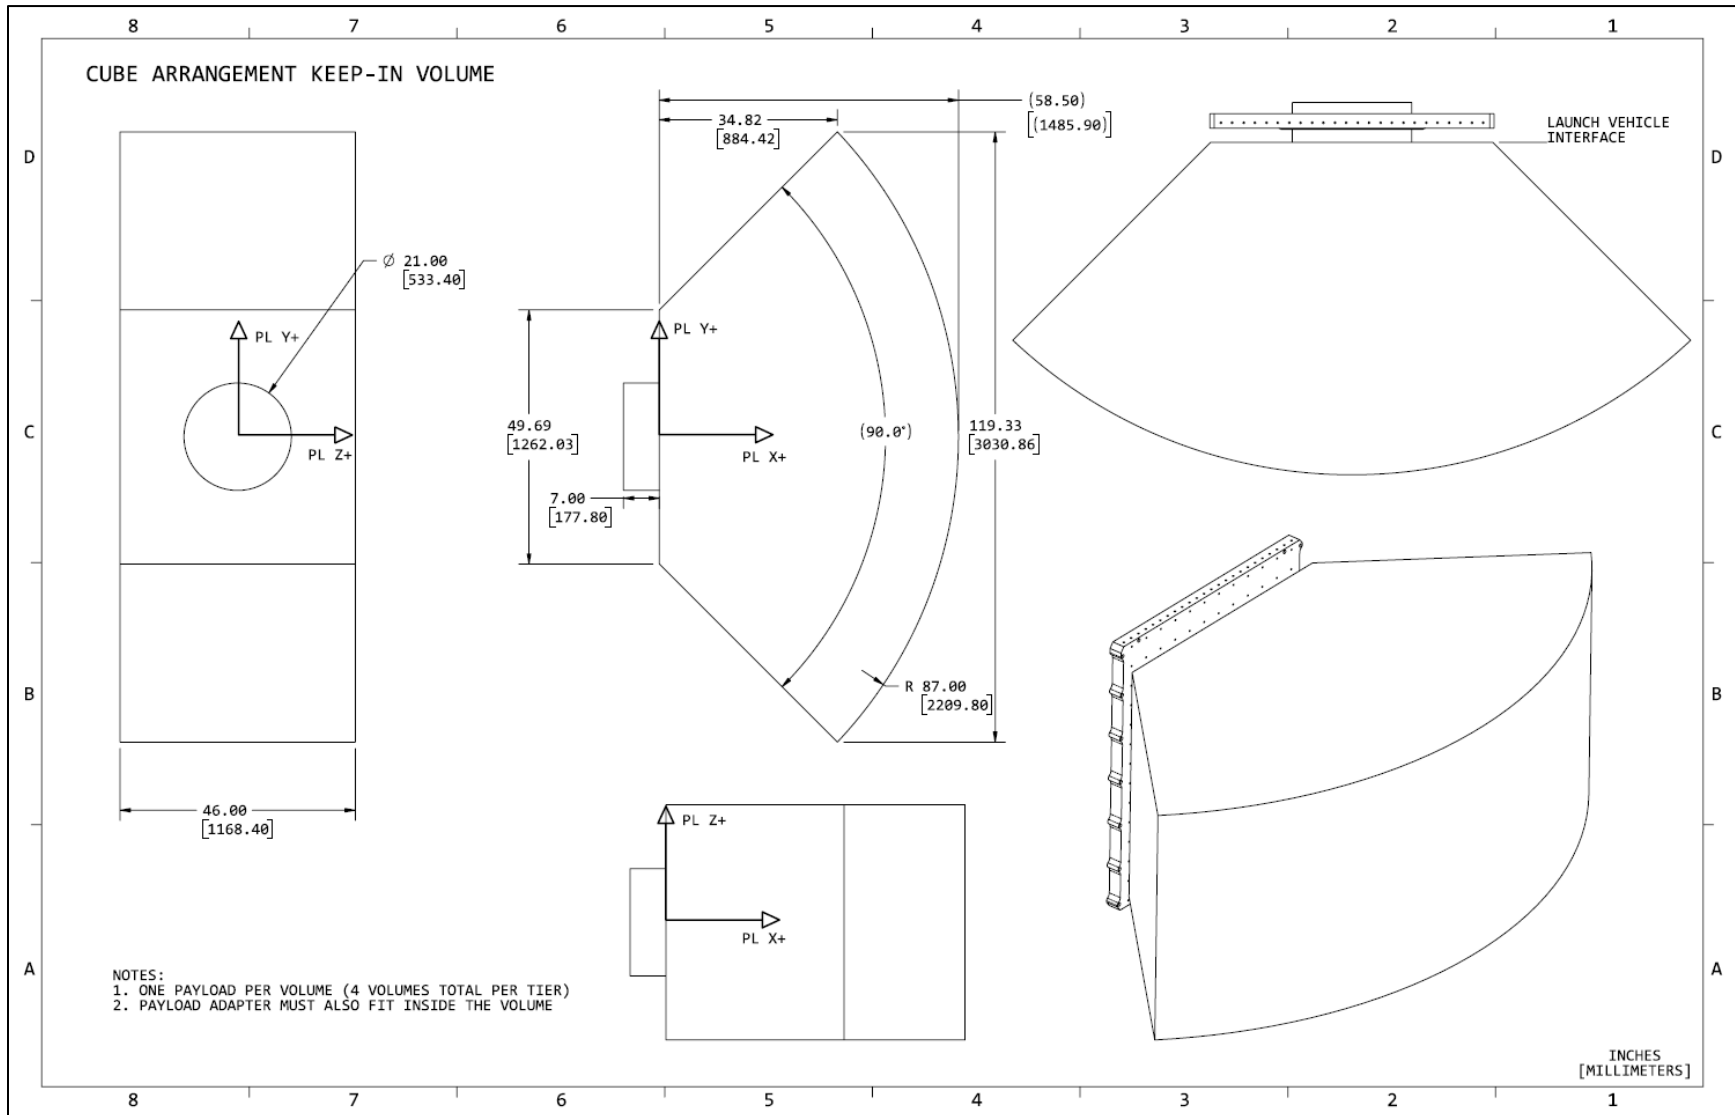 8 7 6 5 4 3 2 1
CUBE ARRANGEMENT KEEP-IN VOLUME
(58.50)
[(1485.90)]
34.82
[884.42]
LAUNCH VEHICLE
INTERFACE
D
D
Ø 21.00
[533.40]
PL Y+
PL Z+
PL Y+
PL X+
C
C
49.69
[1262.03]
(90.0°)
119.33
[3030.86]
7.00
[177.80]
B
B
R 87.00
[2209.80]
46.00
[1168.40]
PL Z+
PL X+
A
A
NOTES:
1. ONE PAYLOAD PER VOLUME (4 VOLUMES TOTAL PER TIER)
2. PAYLOAD ADAPTER MUST ALSO FIT INSIDE THE VOLUME
INCHES
[MILLIMETERS]
8 7 6 5 4 3 2 1